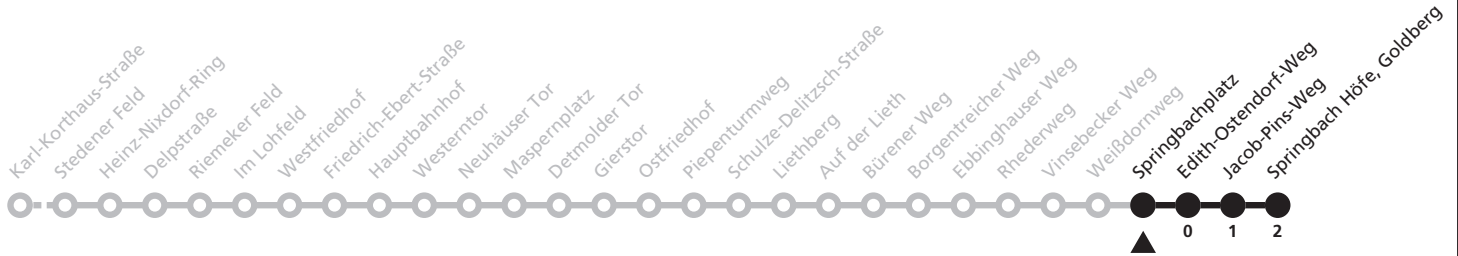 Karl-Korthaus-Straße
Stedener Feld
Heinz-Nixdorf-Ring
Delpstraße
Riemeker Feld
Im Lohfeld
Westfriedhof
Friedrich-Ebert-Straße
Hauptbahnhof
Westerntor
Neuhäuser Tor
Maspernplatz
Detmolder Tor
Gierstor
Ostfriedhof
Piepenturmweg
Schulze-Delitzsch-Straße
Liethberg
Auf der Lieth
Bürener Weg
Borgentreicher Weg
Ebbinghauser Weg
Rhederweg
Vinsebecker Weg
Weißdornweg
Springbachplatz
Edith-Ostendorf-Weg
Jacob-Pins-Weg
Springbach Höfe, Goldberg
0 1 2